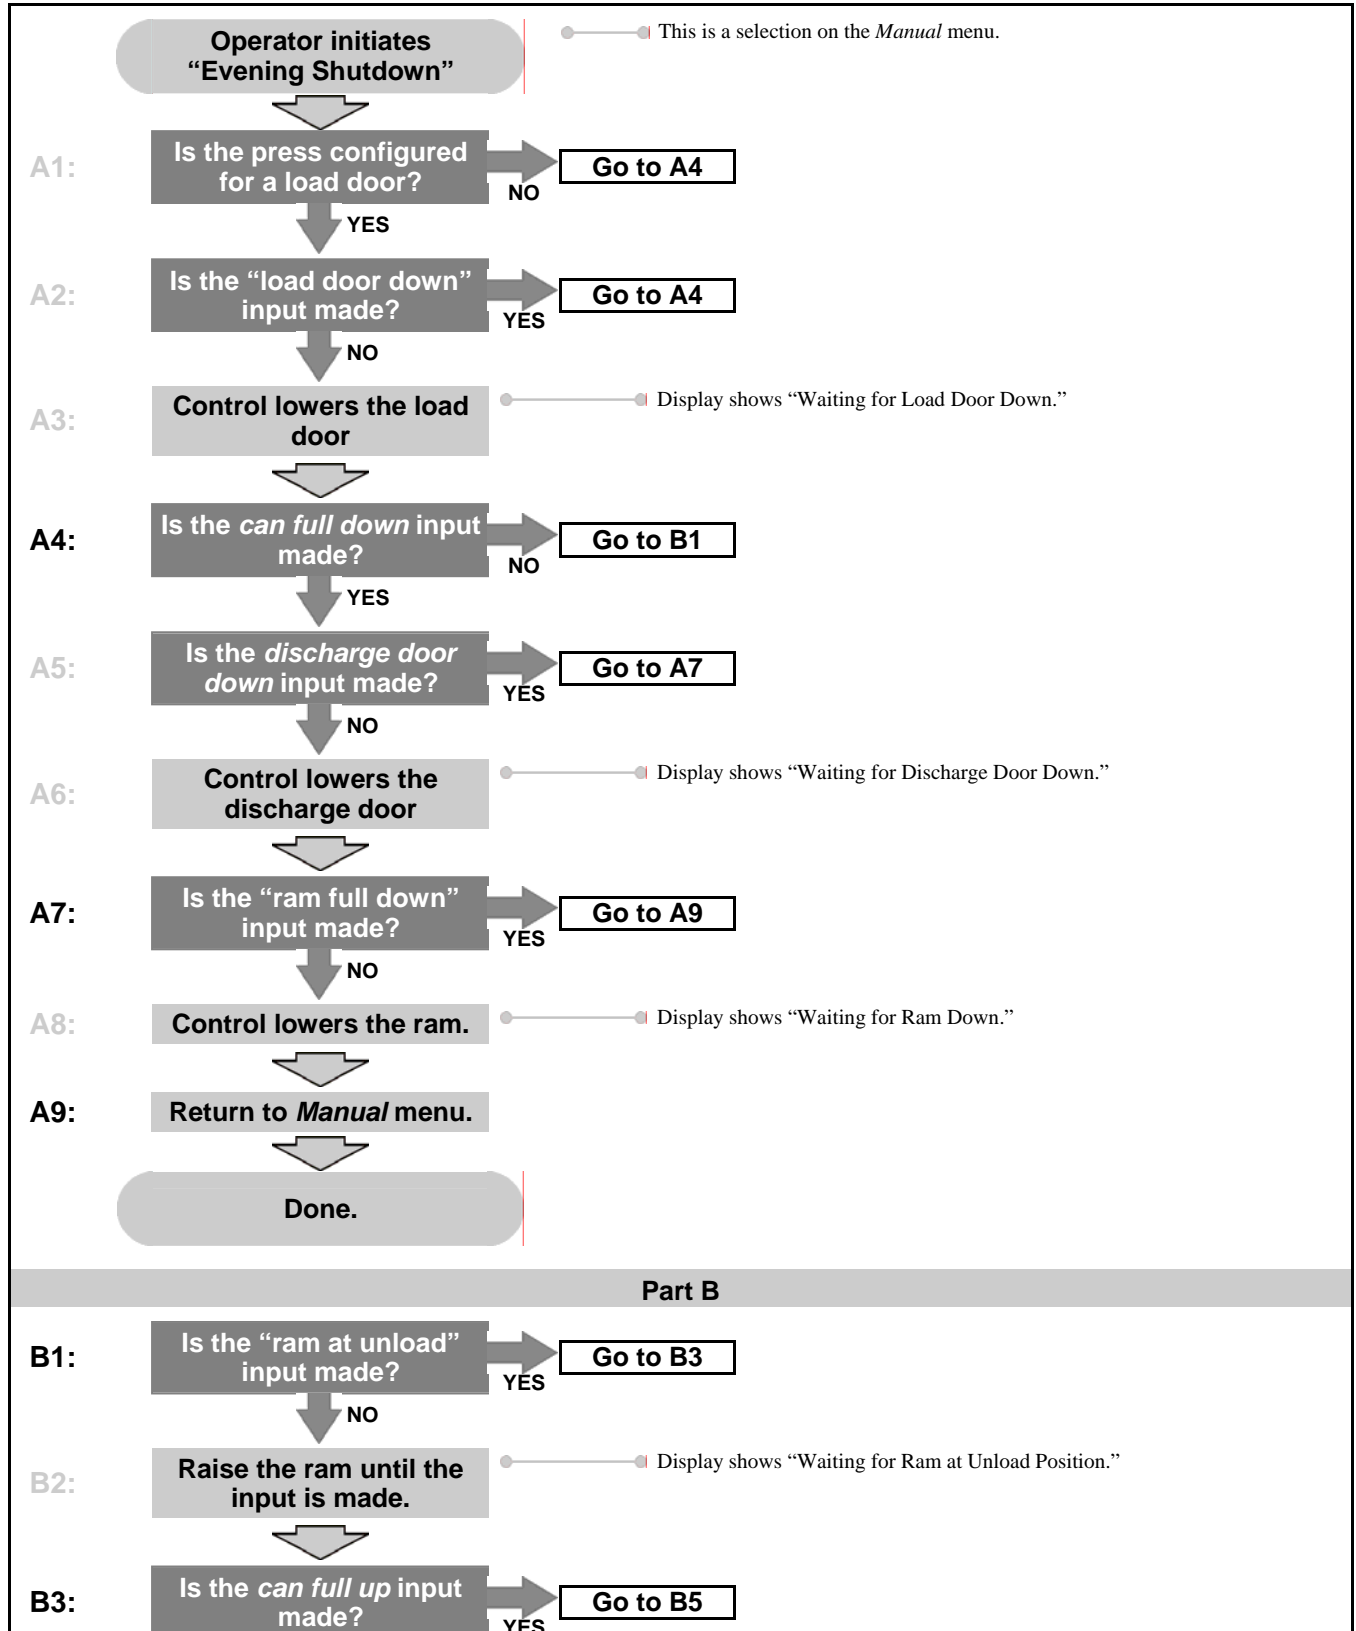 Operator initiates
“Evening Shutdown”
This is a selection on the Manual menu.
A1:
Is the press configured
for a load door?
NO
Go to A4
YES
A2:
Is the “load door down”
input made?
YES
Go to A4
NO
A3:
Control lowers the load
door
Display shows “Waiting for Load Door Down.”
A4:
Is the can full down input
made?
NO
Go to B1
YES
A5:
Is the discharge door
down input made?
YES
Go to A7
NO
A6:
Control lowers the
discharge door
Display shows “Waiting for Discharge Door Down.”
A7:
Is the “ram full down”
input made?
YES
Go to A9
NO
A8:
Control lowers the ram.
Display shows “Waiting for Ram Down.”
A9:
Return to Manual menu.
Done.
Part B
B1:
Is the “ram at unload”
input made?
YES
Go to B3
NO
B2:
Raise the ram until the
input is made.
Display shows “Waiting for Ram at Unload Position.”
B3:
Is the can full up input
made?
YES
Go to B5